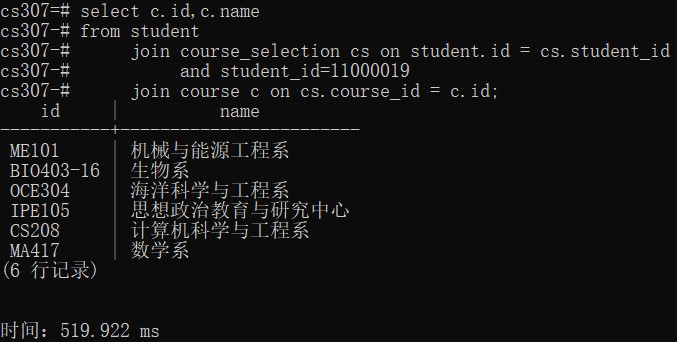 cs307=# select c.id,c.name
cs307-# from student
cs307-#      join course_selection cs on student.id = cs.student_id
cs307-#           and student_id=11000019
cs307-#      join course c on cs.course_id = c.id;
    id     |          name
-----------+------------------------
 ME101     | 机械与能源工程系
 BIO403-16 | 生物系
 OCE304    | 海洋科学与工程系
 IPE105    | 思想政治教育与研究中心
 CS208     | 计算机科学与工程系
 MA417     | 数学系
(6 行记录)
时间：519.922 ms